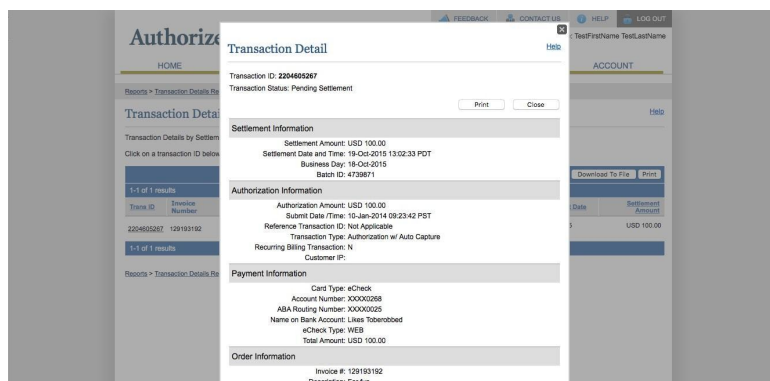 FEEDBACK CONTACT US HELP LOG OUT
Authorize
TestFirstName TestLastName
HOME ACCOUNT
Reports > Transaction Details Re
Transaction Detai
Help
Transaction Details by Settlem
Click on a transaction ID below
Download To File Print
1-1 of 1 results
Trans ID Invoice Number Date Settlement Amount
2204605267 129193192 USD 100.00
1-1 of 1 results
Reports > Transaction Details Re
Transaction Detail
Help
Transaction ID: 2204605267
Transaction Status: Pending Settlement
Print Close
Settlement Information
Settlement Amount: USD 100.00
Settlement Date and Time: 19-Oct-2015 13:02:33 PDT
Business Day: 18-Oct-2015
Batch ID: 4739871
Authorization Information
Authorization Amount: USD 100.00
Submit Date /Time: 10-Jan-2014 09:23:42 PST
Reference Transaction ID: Not Applicable
Transaction Type: Authorization w/ Auto Capture
Recurring Billing Transaction: N
Customer IP:
Payment Information
Card Type: eCheck
Account Number: XXXX0268
ABA Routing Number: XXXX0025
Name on Bank Account: Likes Toberobbed
eCheck Type: WEB
Total Amount: USD 100.00
Order Information
Invoice #: 129193192